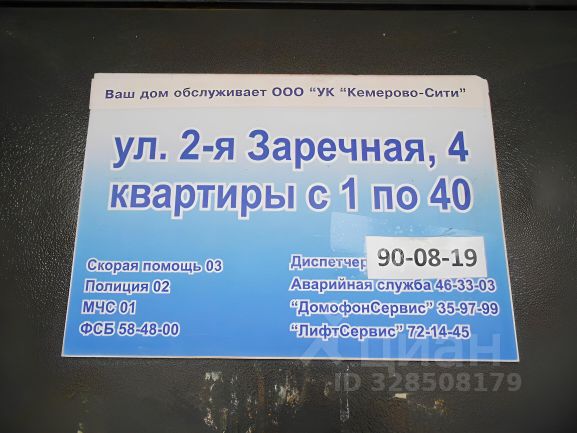 Ваш дом обслуживает ООО "УК "Кемерово-Сити"
ул. 2-я Заречная, 4
квартиры с 1 по 40
Скорая помощь 03
Полиция 02
МЧС 01
ФСБ 58-48-00
Диспетчер 90-08-19
Аварийная служба 46-33-03
"ДомофонСервис" 35-97-99
"ЛифтСервис" 72-14-45
циан
ID 328508179